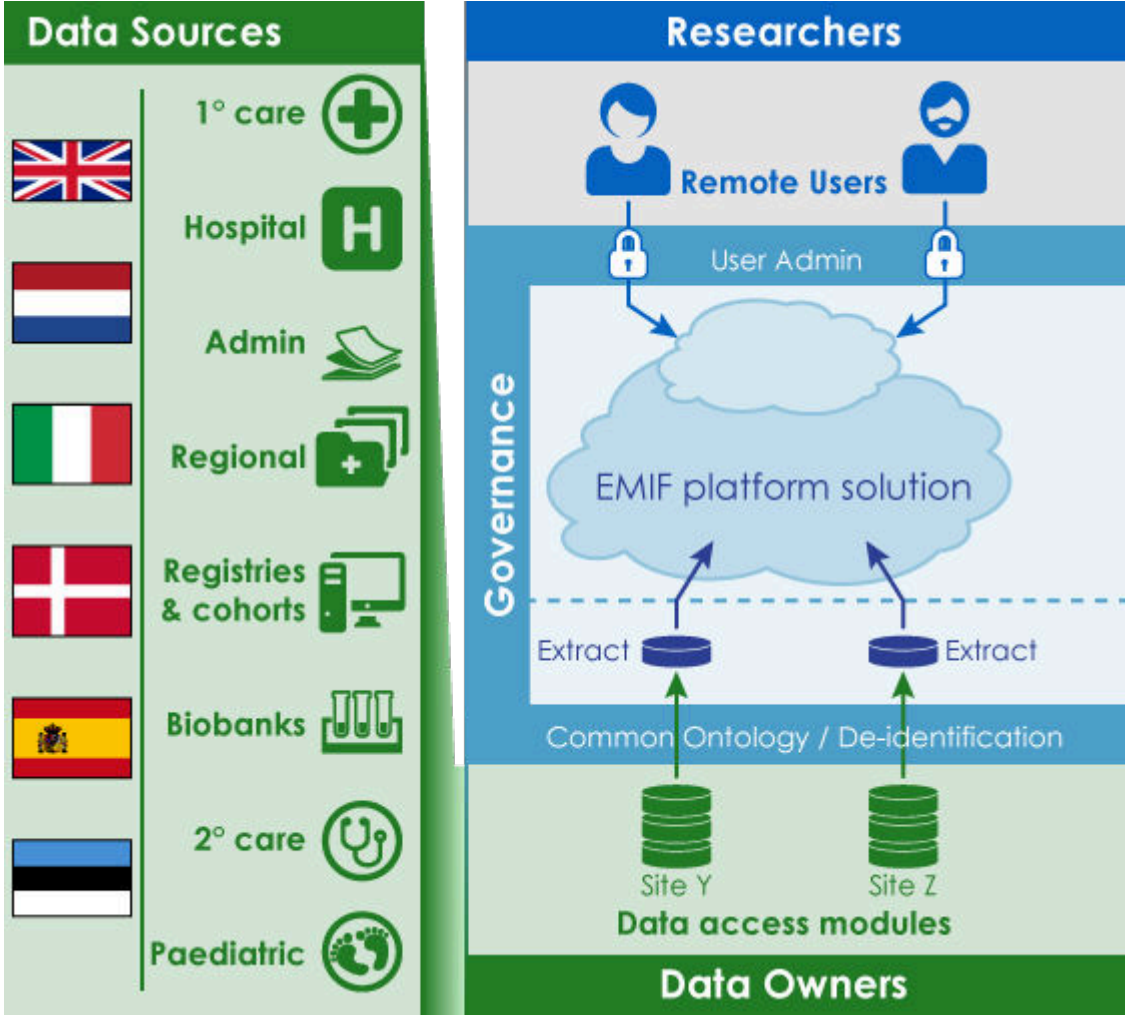 Data Sources
1° care
Hospital
H
Admin
Regional
Registries
& cohorts
Biobanks
2° care
Paediatric
Researchers
Remote Users
User Admin
Governance
EMIF platform solution
Extract
Extract
Common Ontology / De-identification
Site Y
Site Z
Data access modules
Data Owners